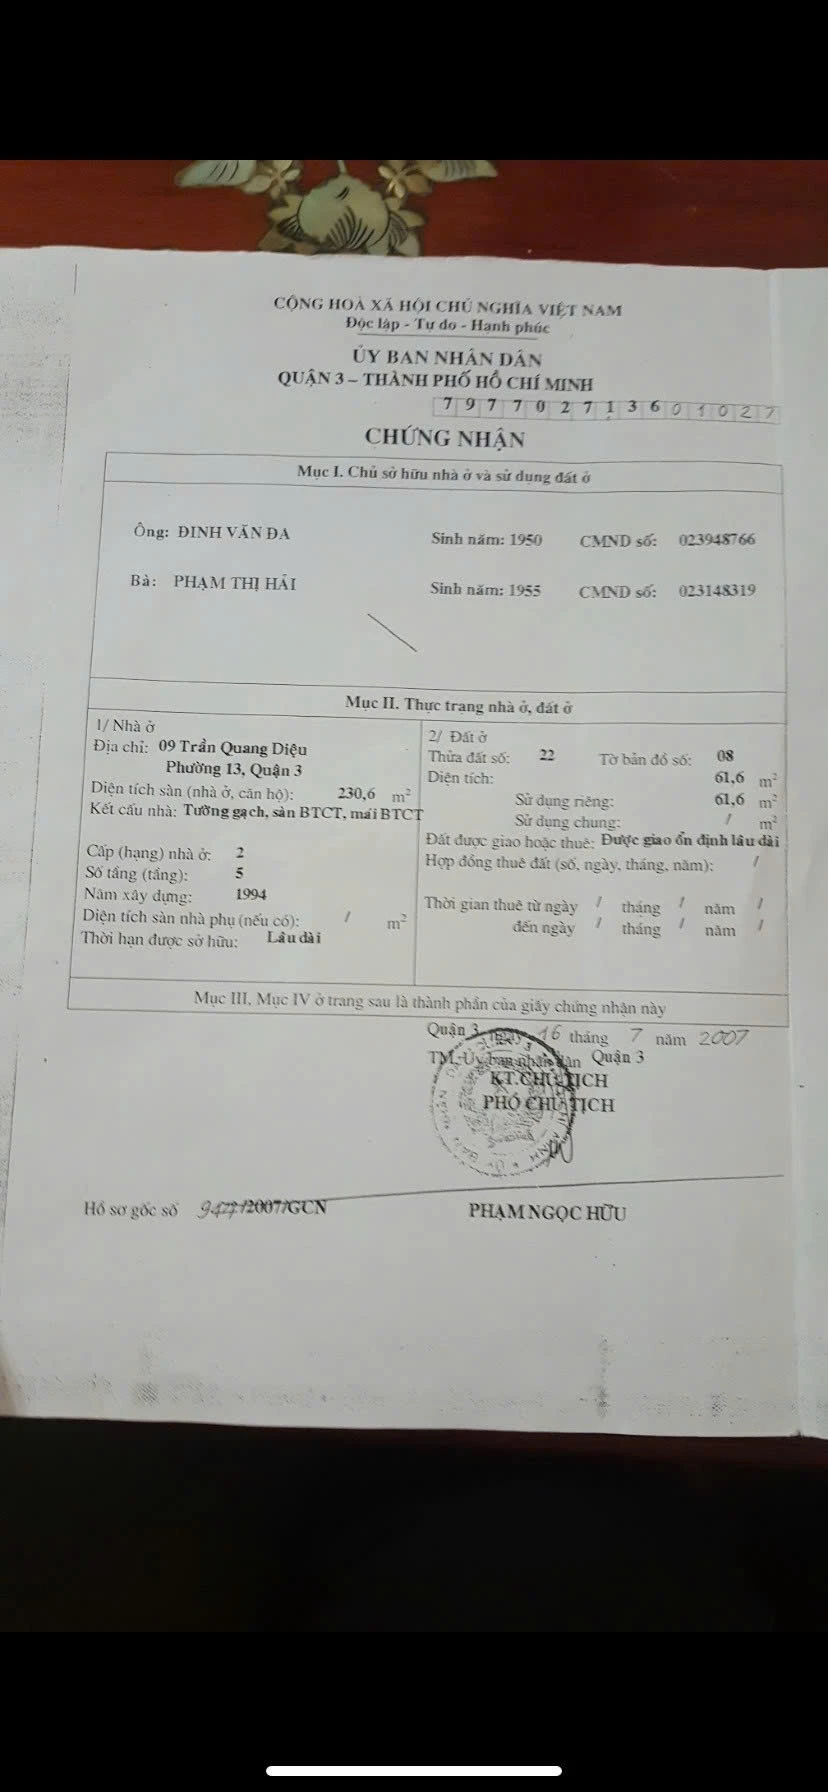 CỘNG HOÀ XÃ HỘI CHỦ NGHĨA VIỆT NAM
Độc lập - Tự do - Hạnh phúc
ỦY BAN NHÂN DÂN
QUẬN 3 – THÀNH PHỐ HỒ CHÍ MINH
7 9 7 7 0 2 7 1 3 6 0 1 0 2 7
CHỨNG NHẬN
Mục I. Chủ sở hữu nhà ở và sử dụng đất ở
Ông: ĐINH VĂN ĐA Sinh năm: 1950 CMND số: 023948766
Bà: PHẠM THỊ HẢI Sinh năm: 1955 CMND số: 023148319
Mục II. Thực trạng nhà ở, đất ở
1/ Nhà ở
Địa chỉ: 09 Trần Quang Diệu
Phường 13, Quận 3
Diện tích sàn (nhà ở, căn hộ): 230,6 m²
Kết cấu nhà: Tường gạch, sàn BTCT, mái BTCT
Cấp (hạng) nhà ở: 2
Số tầng (tầng): 5
Năm xây dựng: 1994
Diện tích sàn nhà phụ (nếu có): / m²
Thời hạn được sở hữu: Lâu dài
2/ Đất ở
Thửa đất số: 22 Tờ bản đồ số: 08
Diện tích: 61,6 m²
Sử dụng riêng: 61,6 m²
Sử dụng chung: / m²
Đất được giao hoặc thuê: Được giao ổn định lâu dài
Hợp đồng thuê đất (số, ngày, tháng, năm): /
Thời gian thuê từ ngày / tháng / năm /
đến ngày / tháng / năm /
Mục III, Mục IV ở trang sau là thành phần của giấy chứng nhận này
Quận 3, ngày 16 tháng 7 năm 2007
TM. Ủy ban nhân dân Quận 3
KT.CHỦ TỊCH
PHÓ CHỦ TỊCH
Hồ sơ gốc số /2007/GCN
PHẠM NGỌC HỮU